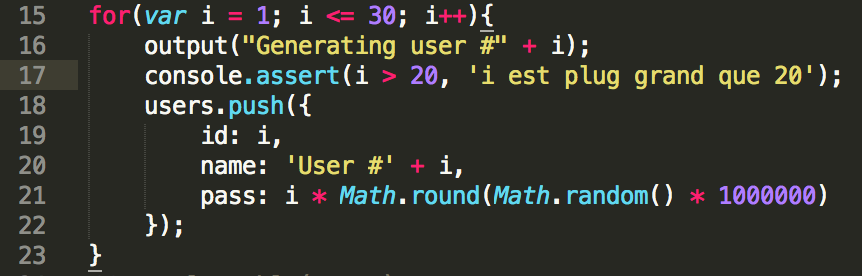 15 for(var i = 1; i <= 30; i++){
16 output("Generating user #" + i);
17 console.assert(i > 20, 'i est plug grand que 20');
18 users.push({
19 id: i,
20 name: 'User #' + i,
21 pass: i * Math.round(Math.random() * 1000000)
22 });
23 }